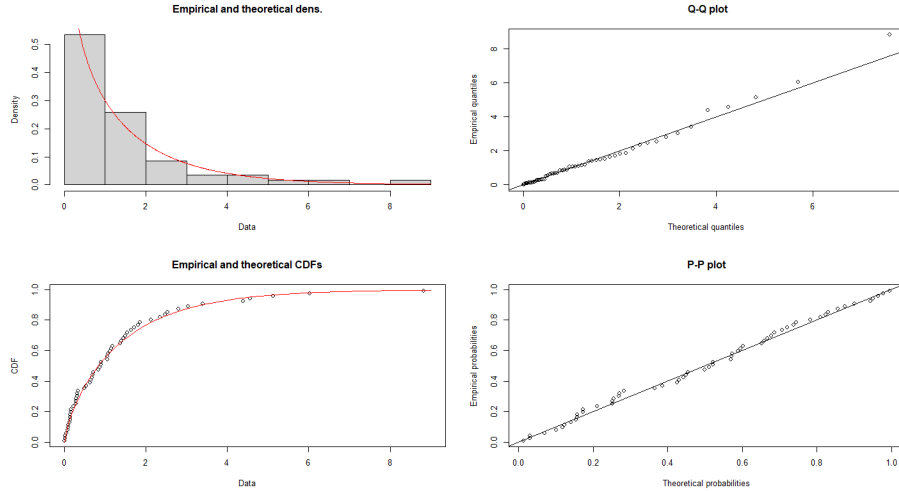 Empirical and theoretical dens.
Density
0.0 0.1 0.2 0.3 0.4 0.5
0 2 4 6 8
Data
Q-Q plot
Empirical quantiles
0 2 4 6 8
0 2 4 6
Theoretical quantiles
Empirical and theoretical CDFs
CDF
0.0 0.2 0.4 0.6 0.8 1.0
0 2 4 6 8
Data
P-P plot
Empirical probabilities
0.0 0.2 0.4 0.6 0.8 1.0
0.0 0.2 0.4 0.6 0.8 1.0
Theoretical probabilities